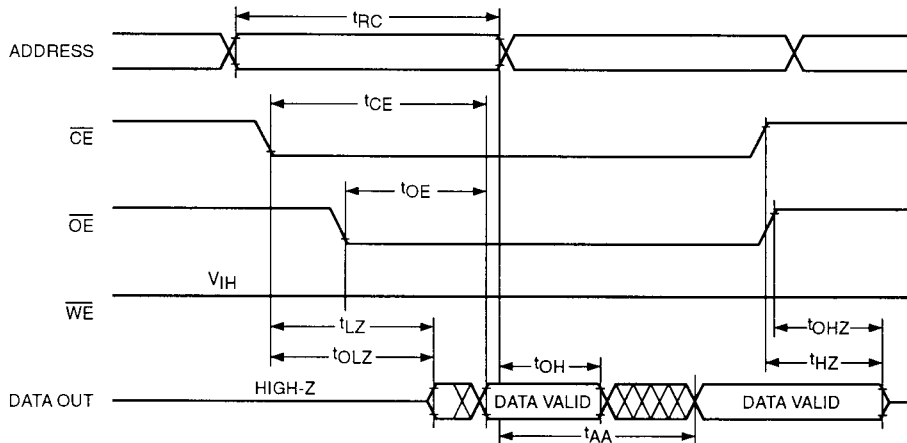 tRC
ADDRESS
tCE
CE
tOE
OE
VIH
WE
tLZ
tOHZ
tOLZ
tOH
tHZ
HIGH-Z
DATA OUT
DATA VALID
DATA VALID
tAA